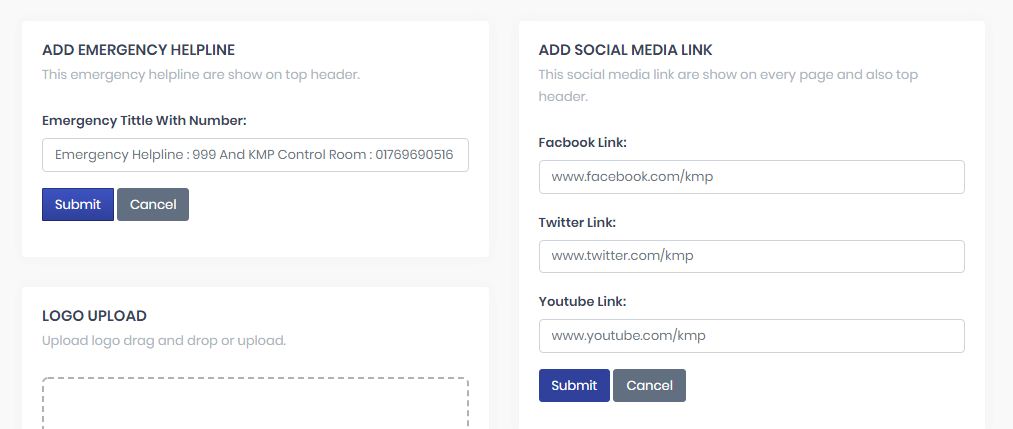 ADD EMERGENCY HELPLINE
This emergency helpline are show on top header.
Emergency Tittle With Number:
Emergency Helpline : 999 And KMP Control Room : 01769690516
Submit
Cancel
LOGO UPLOAD
Upload logo drag and drop or upload.
ADD SOCIAL MEDIA LINK
This social media link are show on every page and also top
header.
Facbook Link:
www.facebook.com/kmp
Twitter Link:
www.twitter.com/kmp
Youtube Link:
www.youtube.com/kmp
Submit
Cancel